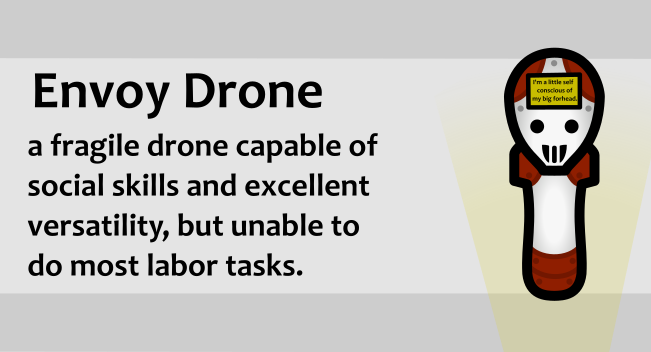 Envoy Drone
a fragile drone capable of
social skills and excellent
versatility, but unable to
do most labor tasks.
I'm a little self
conscious of
my big forhead.